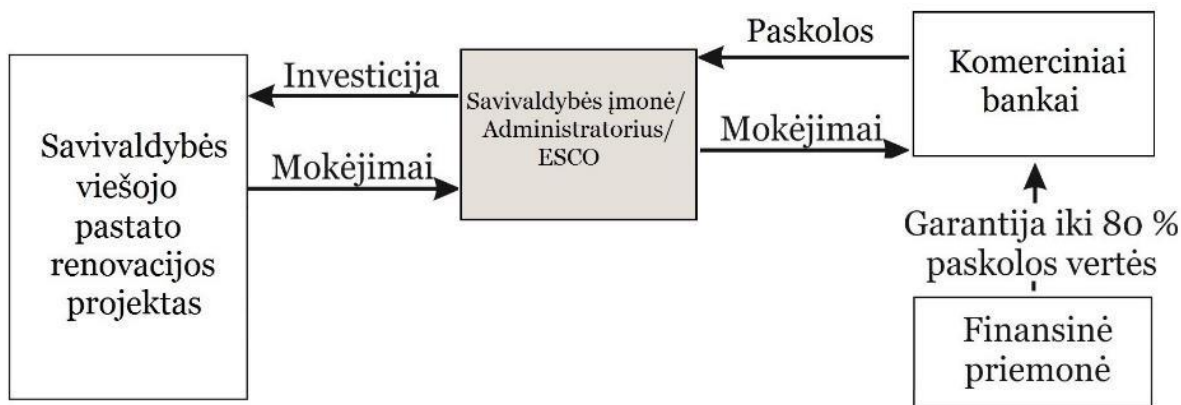 Savivaldybės
viešojo
pastato
renovacijos
projektas
Investicija
Mokėjimai
Savivaldybės įmonė/
Administratorius/
ESCO
Paskolos
Mokėjimai
Komerciniai
bankai
Garantija iki 80 %
paskolos vertės
Finansinė
priemonė